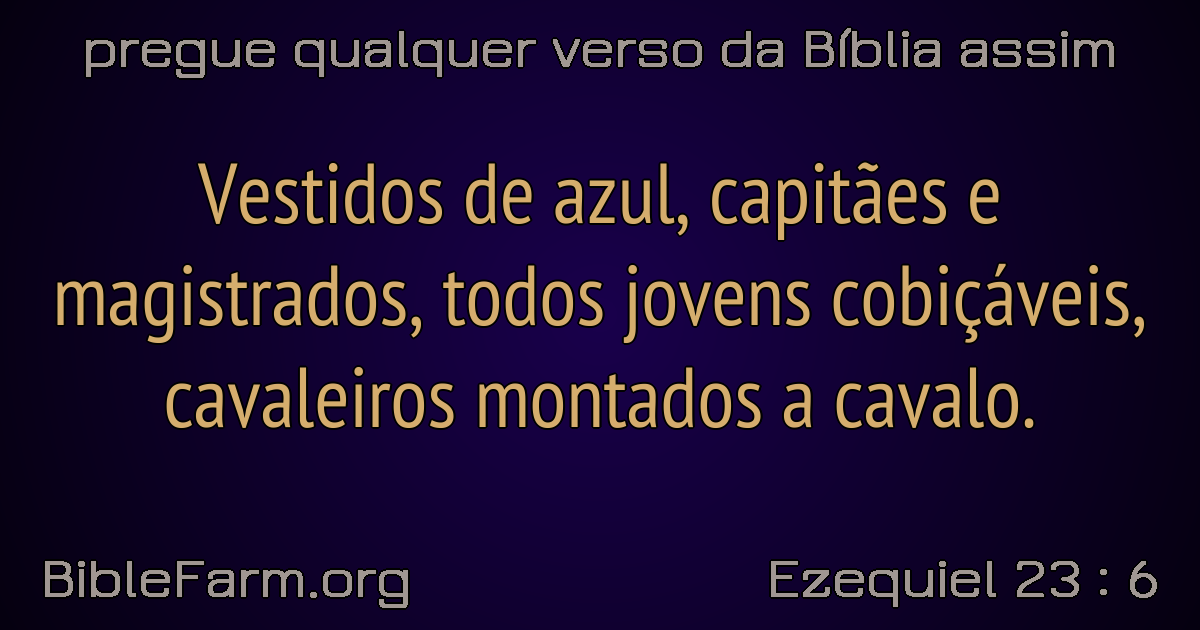 pregue qualquer verso da Bíblia assim
Vestidos de azul, capitães e
magistrados, todos jovens cobiçáveis,
cavaleiros montados a cavalo.
BibleFarm.org
Ezequiel 23 : 6